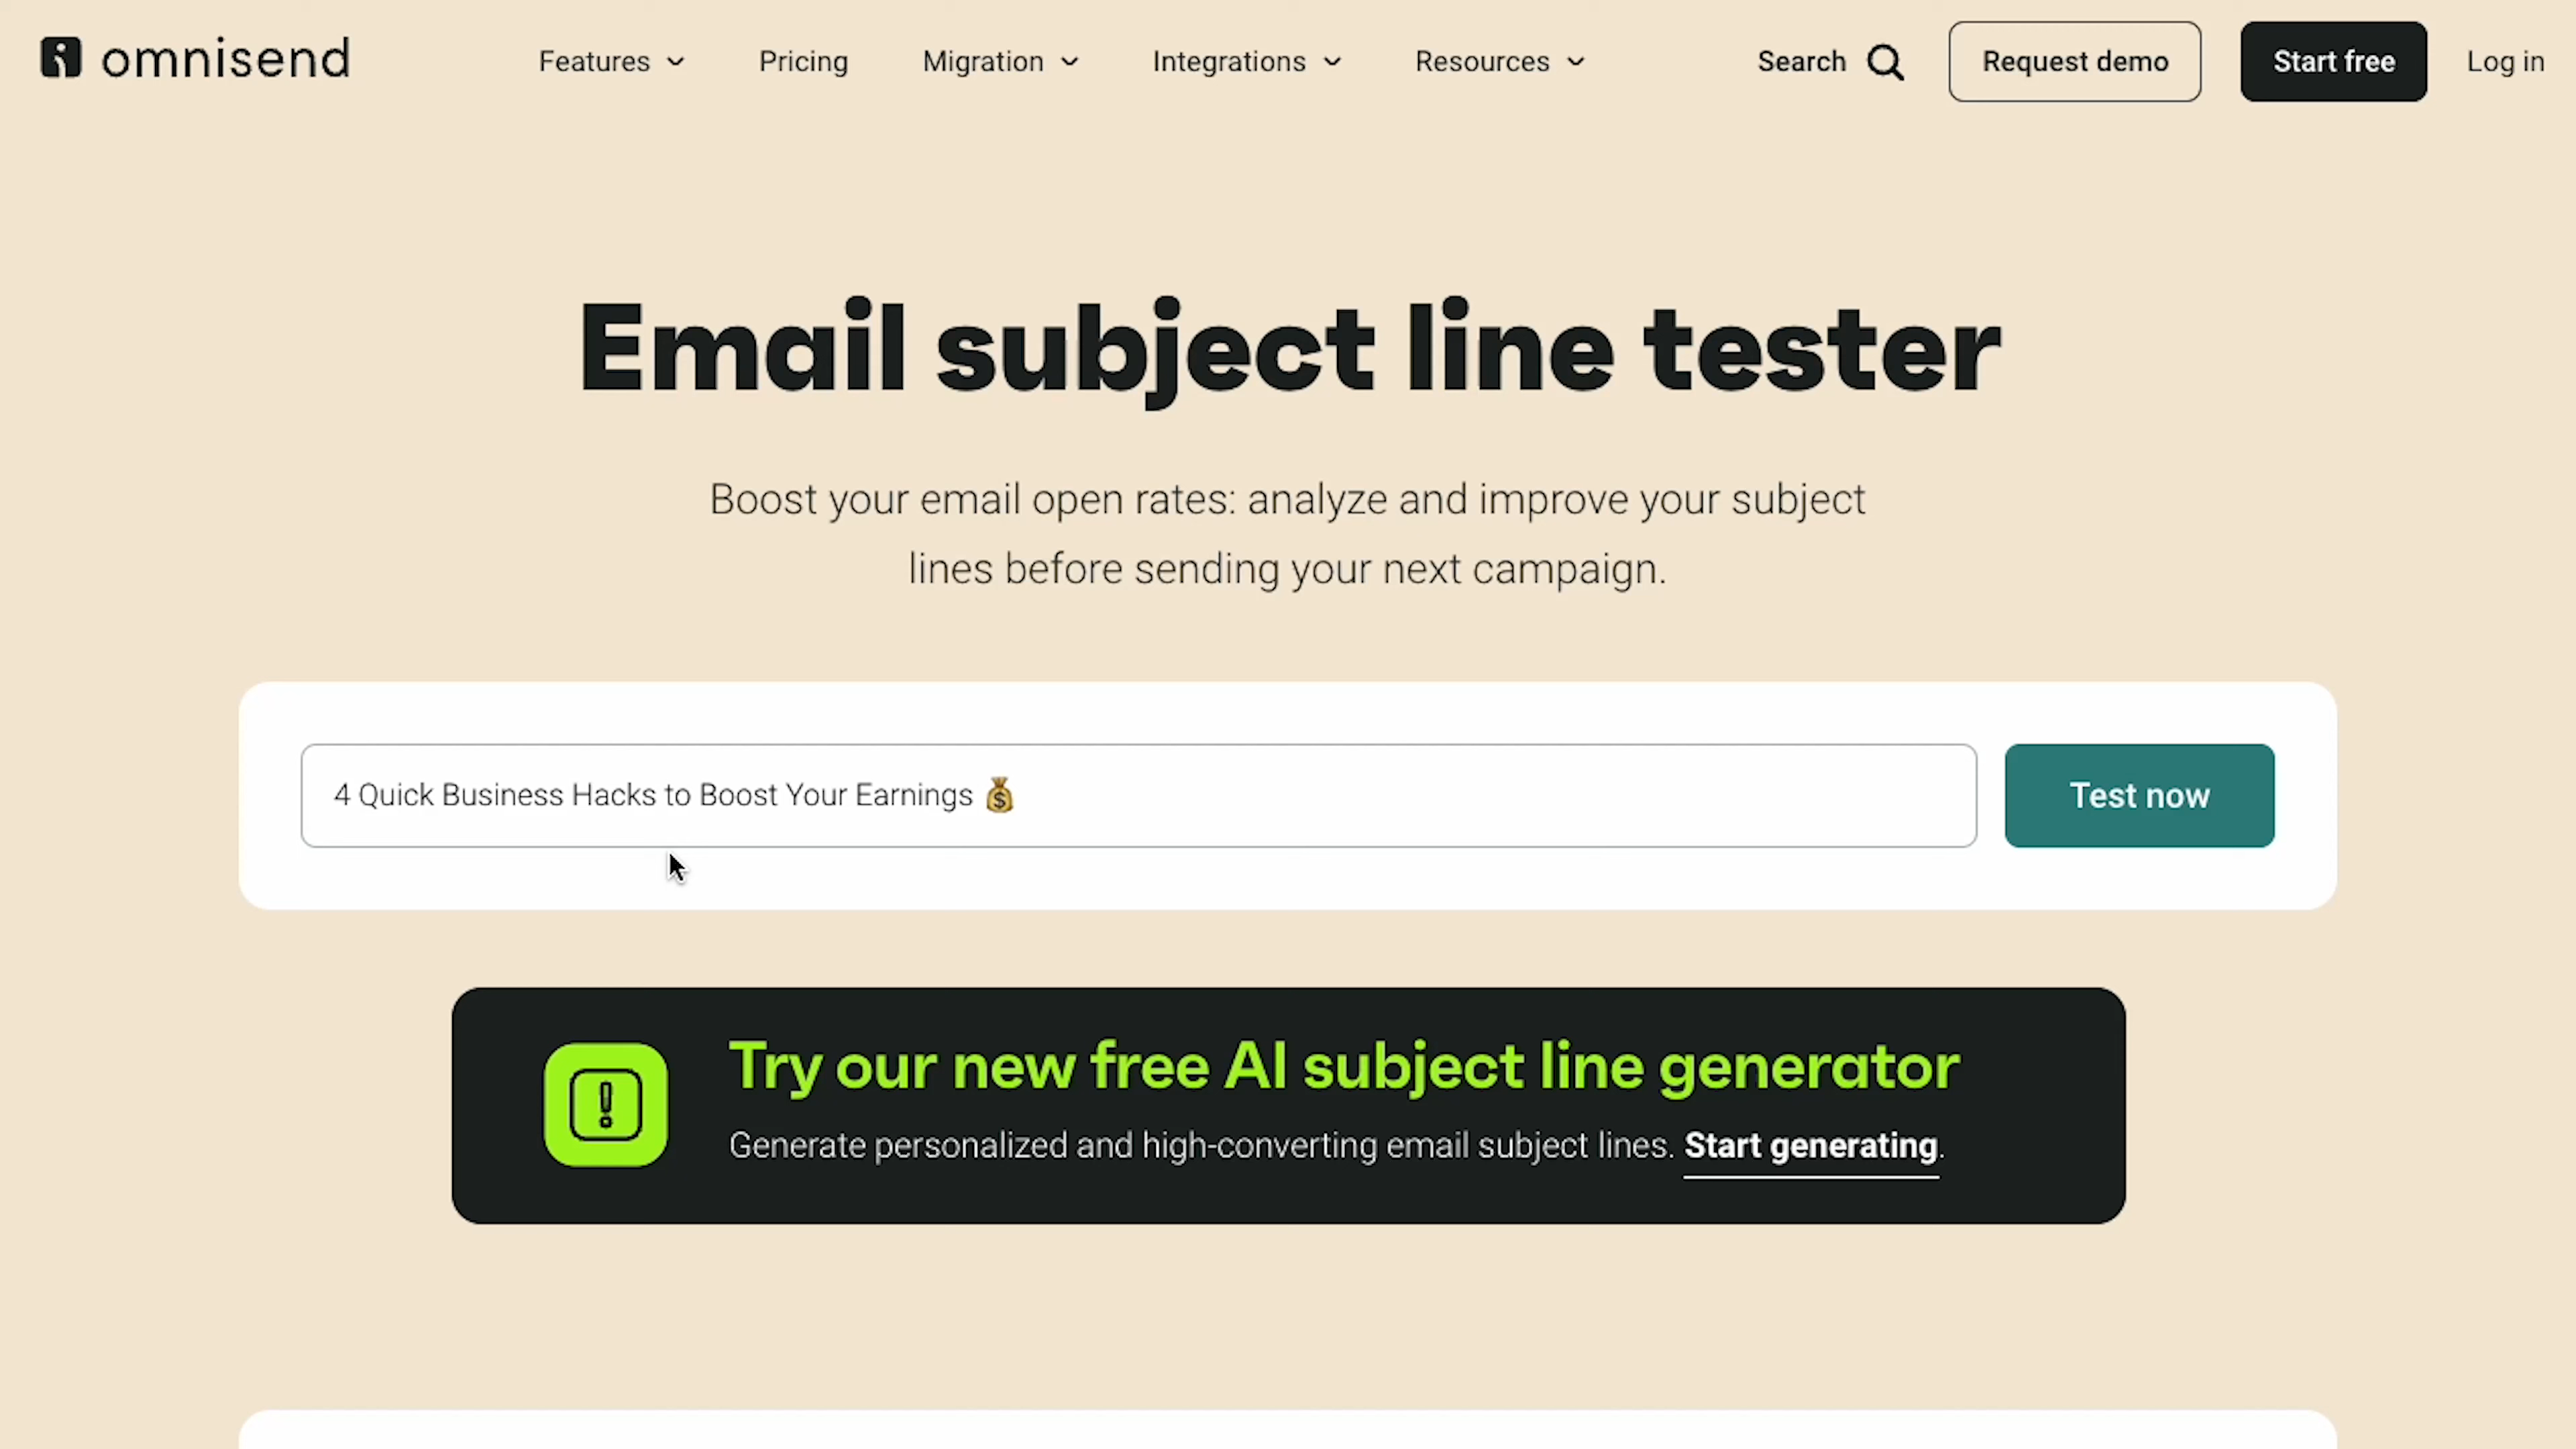 omnisend
Features
Pricing
Migration
Integrations
Resources
Search
Request demo
Start free
Log in
Email subject line tester
Boost your email open rates: analyze and improve your subject
lines before sending your next campaign.
4 Quick Business Hacks to Boost Your Earnings 💰
Test now
Try our new free AI subject line generator
Generate personalized and high-converting email subject lines. Start generating.